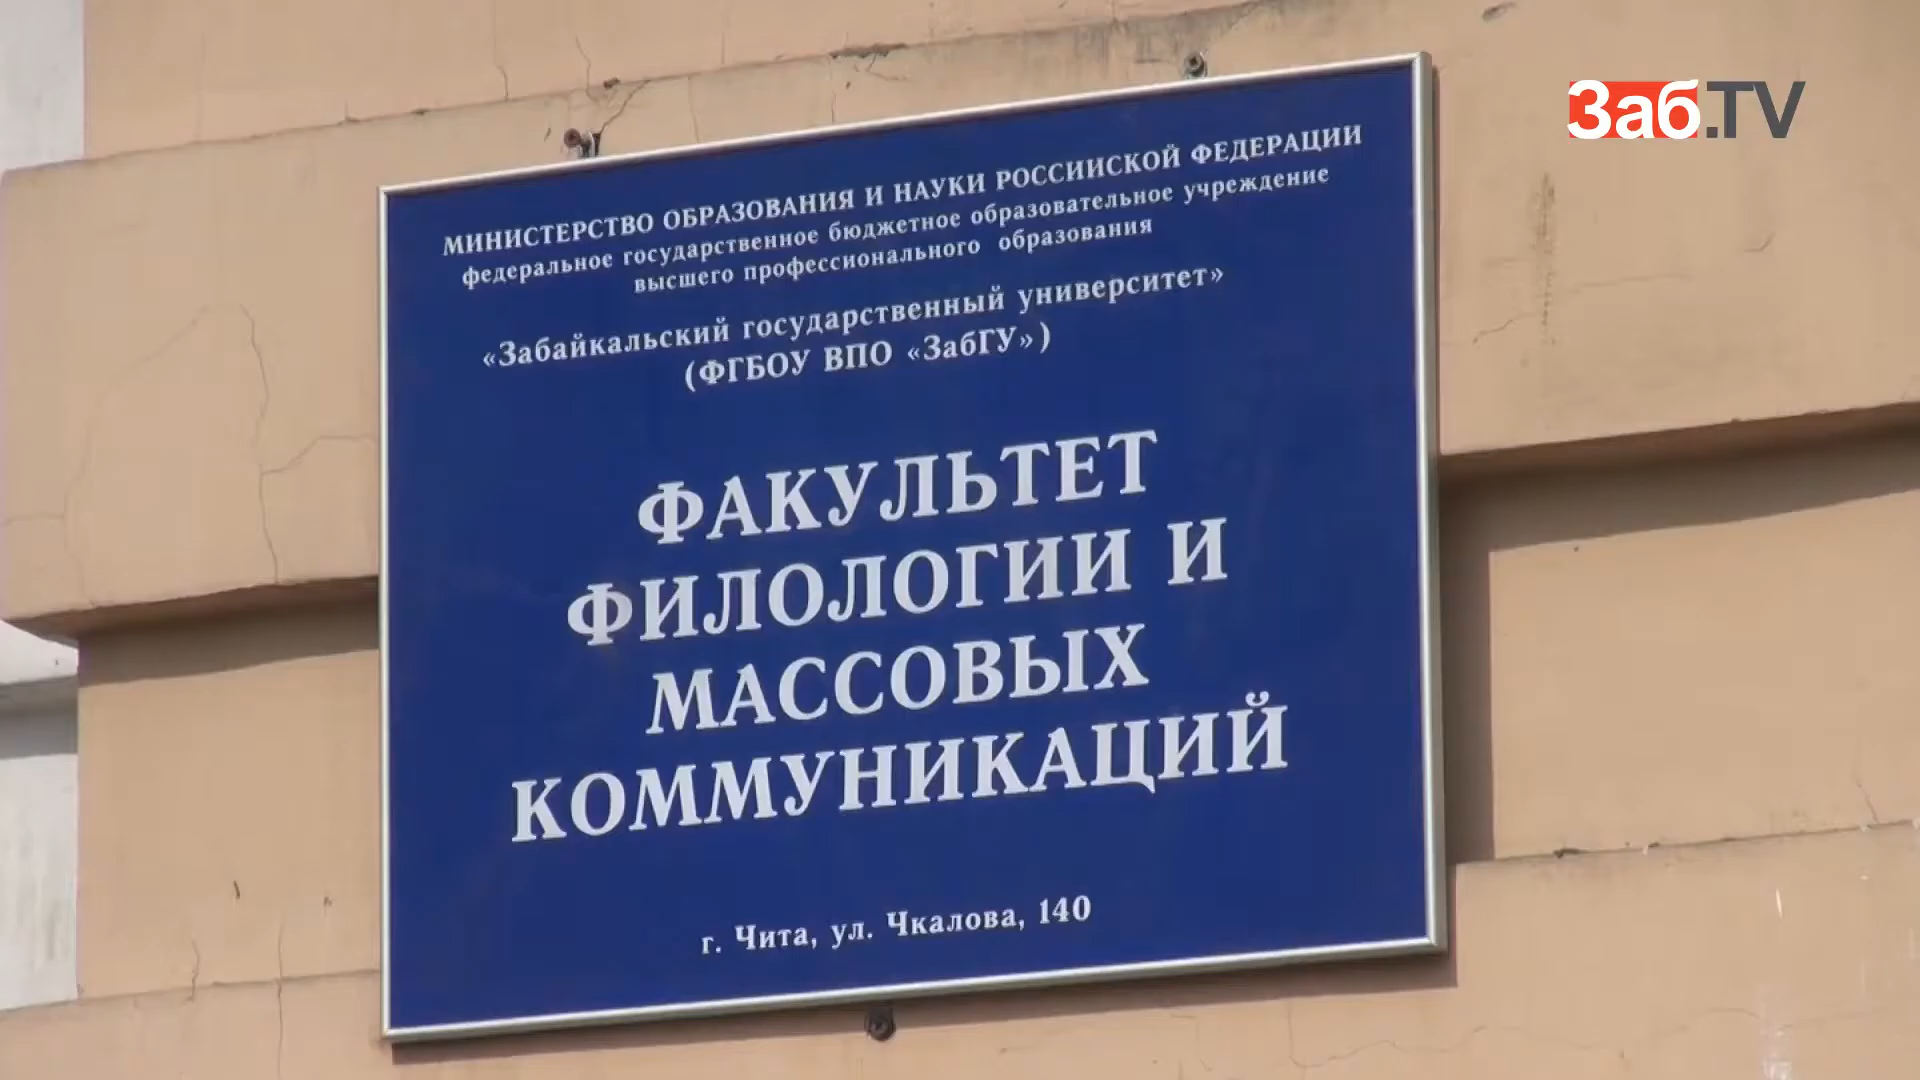 Заб.TV
МИНИСТЕРСТВО ОБРАЗОВАНИЯ И НАУКИ РОССИЙСКОЙ ФЕДЕРАЦИИ
федеральное государственное бюджетное образовательное учреждение
высшего профессионального образования
«Забайкальский государственный университет»
(ФГБОУ ВПО «ЗабГУ»)
ФАКУЛЬТЕТ
ФИЛОЛОГИИ И
МАССОВЫХ
КОММУНИКАЦИЙ
г. Чита, ул. Чкалова, 140